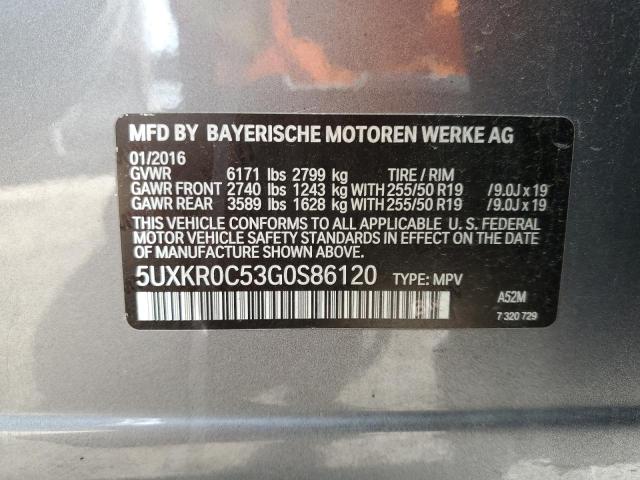 MFD BY BAYERISCHE MOTOREN WERKE AG
01/2016
GVWR 6171 lbs 2799 kg TIRE / RIM
GAWR FRONT 2740 lbs 1243 kg WITH 255/50 R19 /9.0J x 19
GAWR REAR 3589 lbs 1628 kg WITH 255/50 R19 /9.0J x 19
THIS VEHICLE CONFORMS TO ALL APPLICABLE U. S. FEDERAL
MOTOR VEHICLE SAFETY STANDARDS IN EFFECT ON THE DATE
OF MANUFACTURE SHOWN ABOVE.
5UXKR0C53G0S86120 TYPE: MPV
A52M
7 320 729